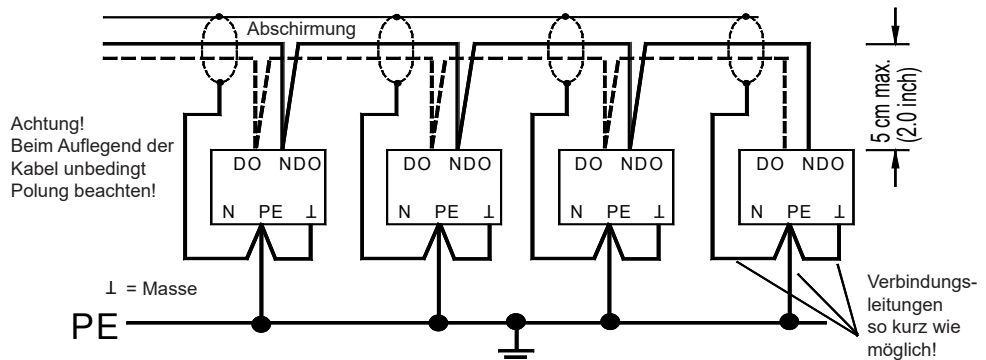 Abschirmung
5 cm max.
(2.0 inch)
Achtung!
Beim Auflegend der
Kabel unbedingt
Polung beachten!
DO NDO
N PE ⊥
DO NDO
N PE ⊥
DO NDO
N PE ⊥
DO NDO
N PE ⊥
⊥ = Masse
PE
Verbindungs-
leitungen
so kurz wie
möglich!